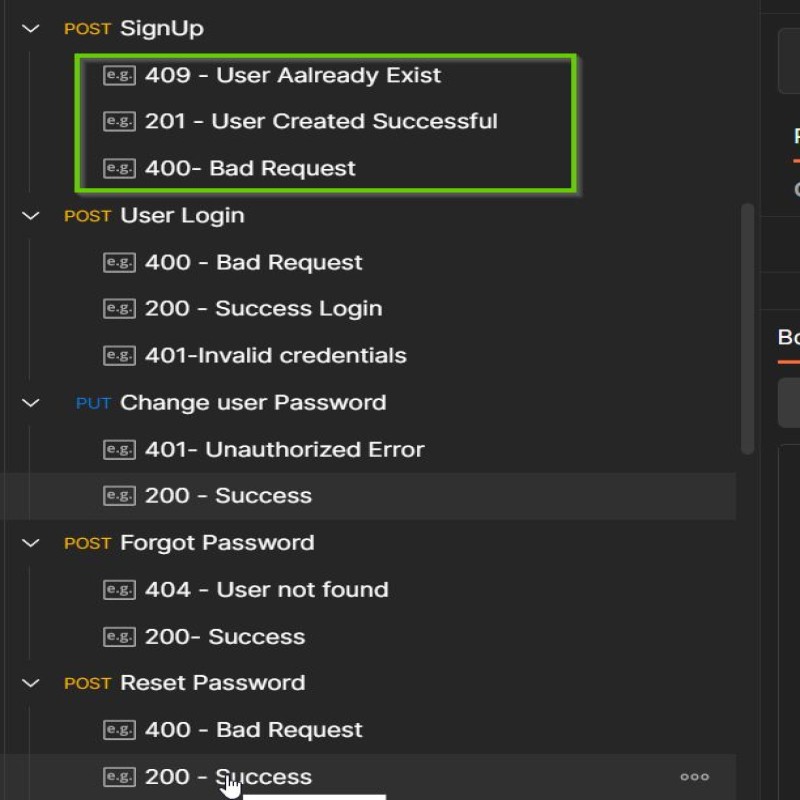 POST SignUp
e.g. 409 - User Aalready Exist
e.g. 201 - User Created Successful
e.g. 400- Bad Request
POST User Login
e.g. 400 - Bad Request
e.g. 200 - Success Login
e.g. 401-Invalid credentials
PUT Change user Password
e.g. 401- Unauthorized Error
e.g. 200 - Success
POST Forgot Password
e.g. 404 - User not found
e.g. 200- Success
POST Reset Password
e.g. 400 - Bad Request
e.g. 200 - Success